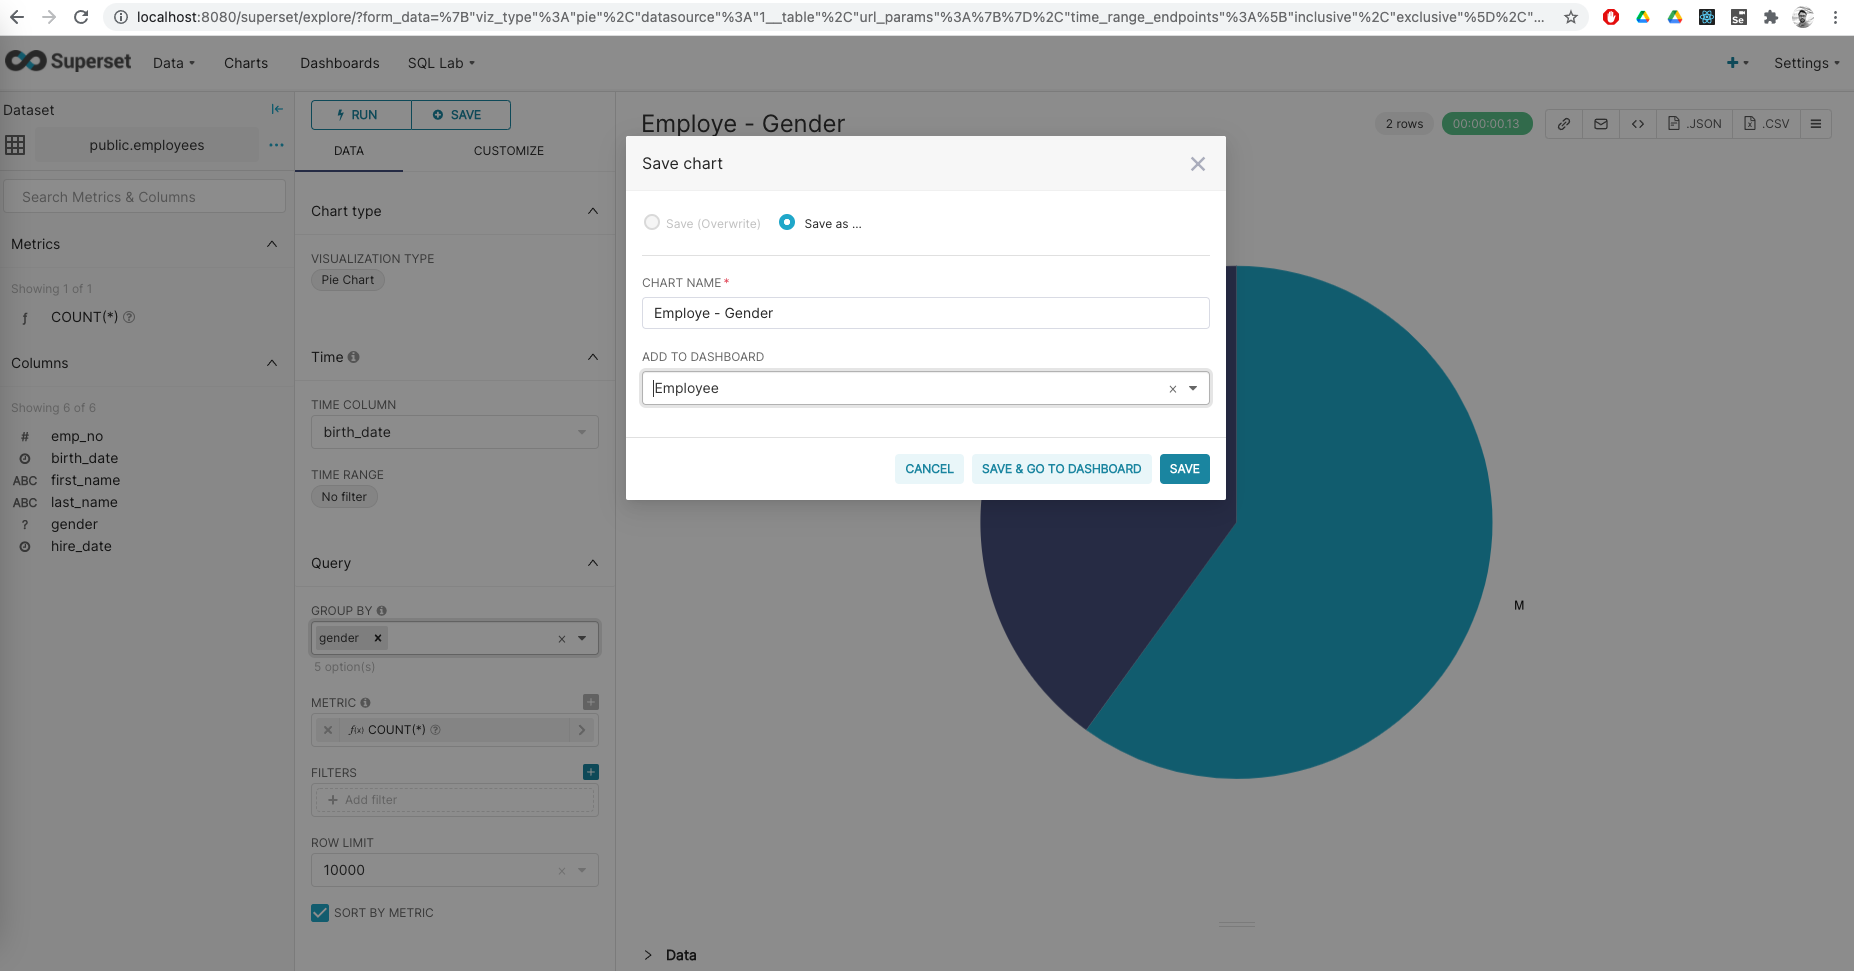 localhost:8080/superset/explore/?form_data=%7B"viz_type"%3A"pie"%2C"datasource"%3A"1__table"%2C"url_params"%3A%7B%7D%2C"time_range_endpoints"%3A%5B"inclusive"%2C"exclusive"%5D%2C"...
Superset
Data
Charts
Dashboards
SQL Lab
Settings
Dataset
public.employees
Search Metrics & Columns
Metrics
Showing 1 of 1
ƒ COUNT(*)
Columns
Showing 6 of 6
# emp_no
birth_date
ABC first_name
ABC last_name
? gender
hire_date
RUN
SAVE
DATA
CUSTOMIZE
Chart type
VISUALIZATION TYPE
Pie Chart
Time
TIME COLUMN
birth_date
TIME RANGE
No filter
Query
GROUP BY
gender
5 option(s)
METRIC
ƒ(x) COUNT(*)
FILTERS
+ Add filter
ROW LIMIT
10000
SORT BY METRIC
Employe - Gender
2 rows
00:00:00.13
.JSON
.CSV
Save chart
Save (Overwrite)
Save as ...
CHART NAME*
Employe - Gender
ADD TO DASHBOARD
Employee
CANCEL
SAVE & GO TO DASHBOARD
SAVE
M
Data